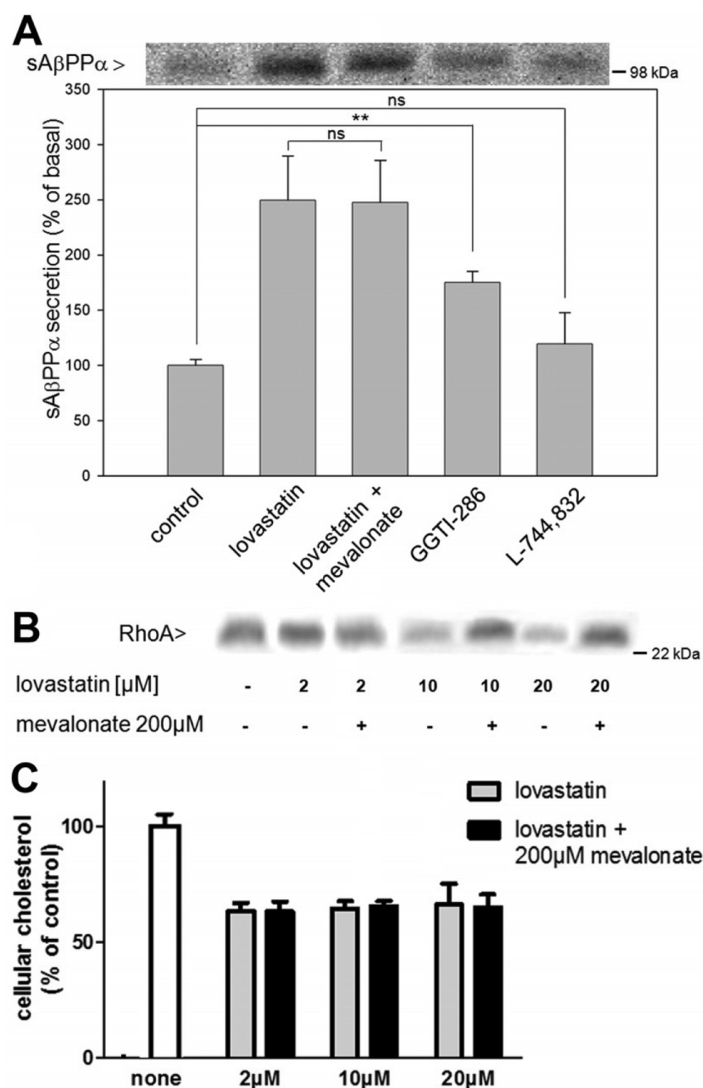 A
sAβPPα >
98 kDa
350
300
250
200
150
100
50
0
sAβPPα secretion (% of basal)
ns
**
ns
control
lovastatin
lovastatin +
mevalonate
GGTI-286
L-744,832
B
RhoA>
22 kDa
lovastatin [µM] - 2 2 10 10 20 20
mevalonate 200µM - - + - + - +
C
lovastatin
lovastatin +
200µM mevalonate
cellular cholesterol
(% of control)
100
50
0
none 2µM 10µM 20µM